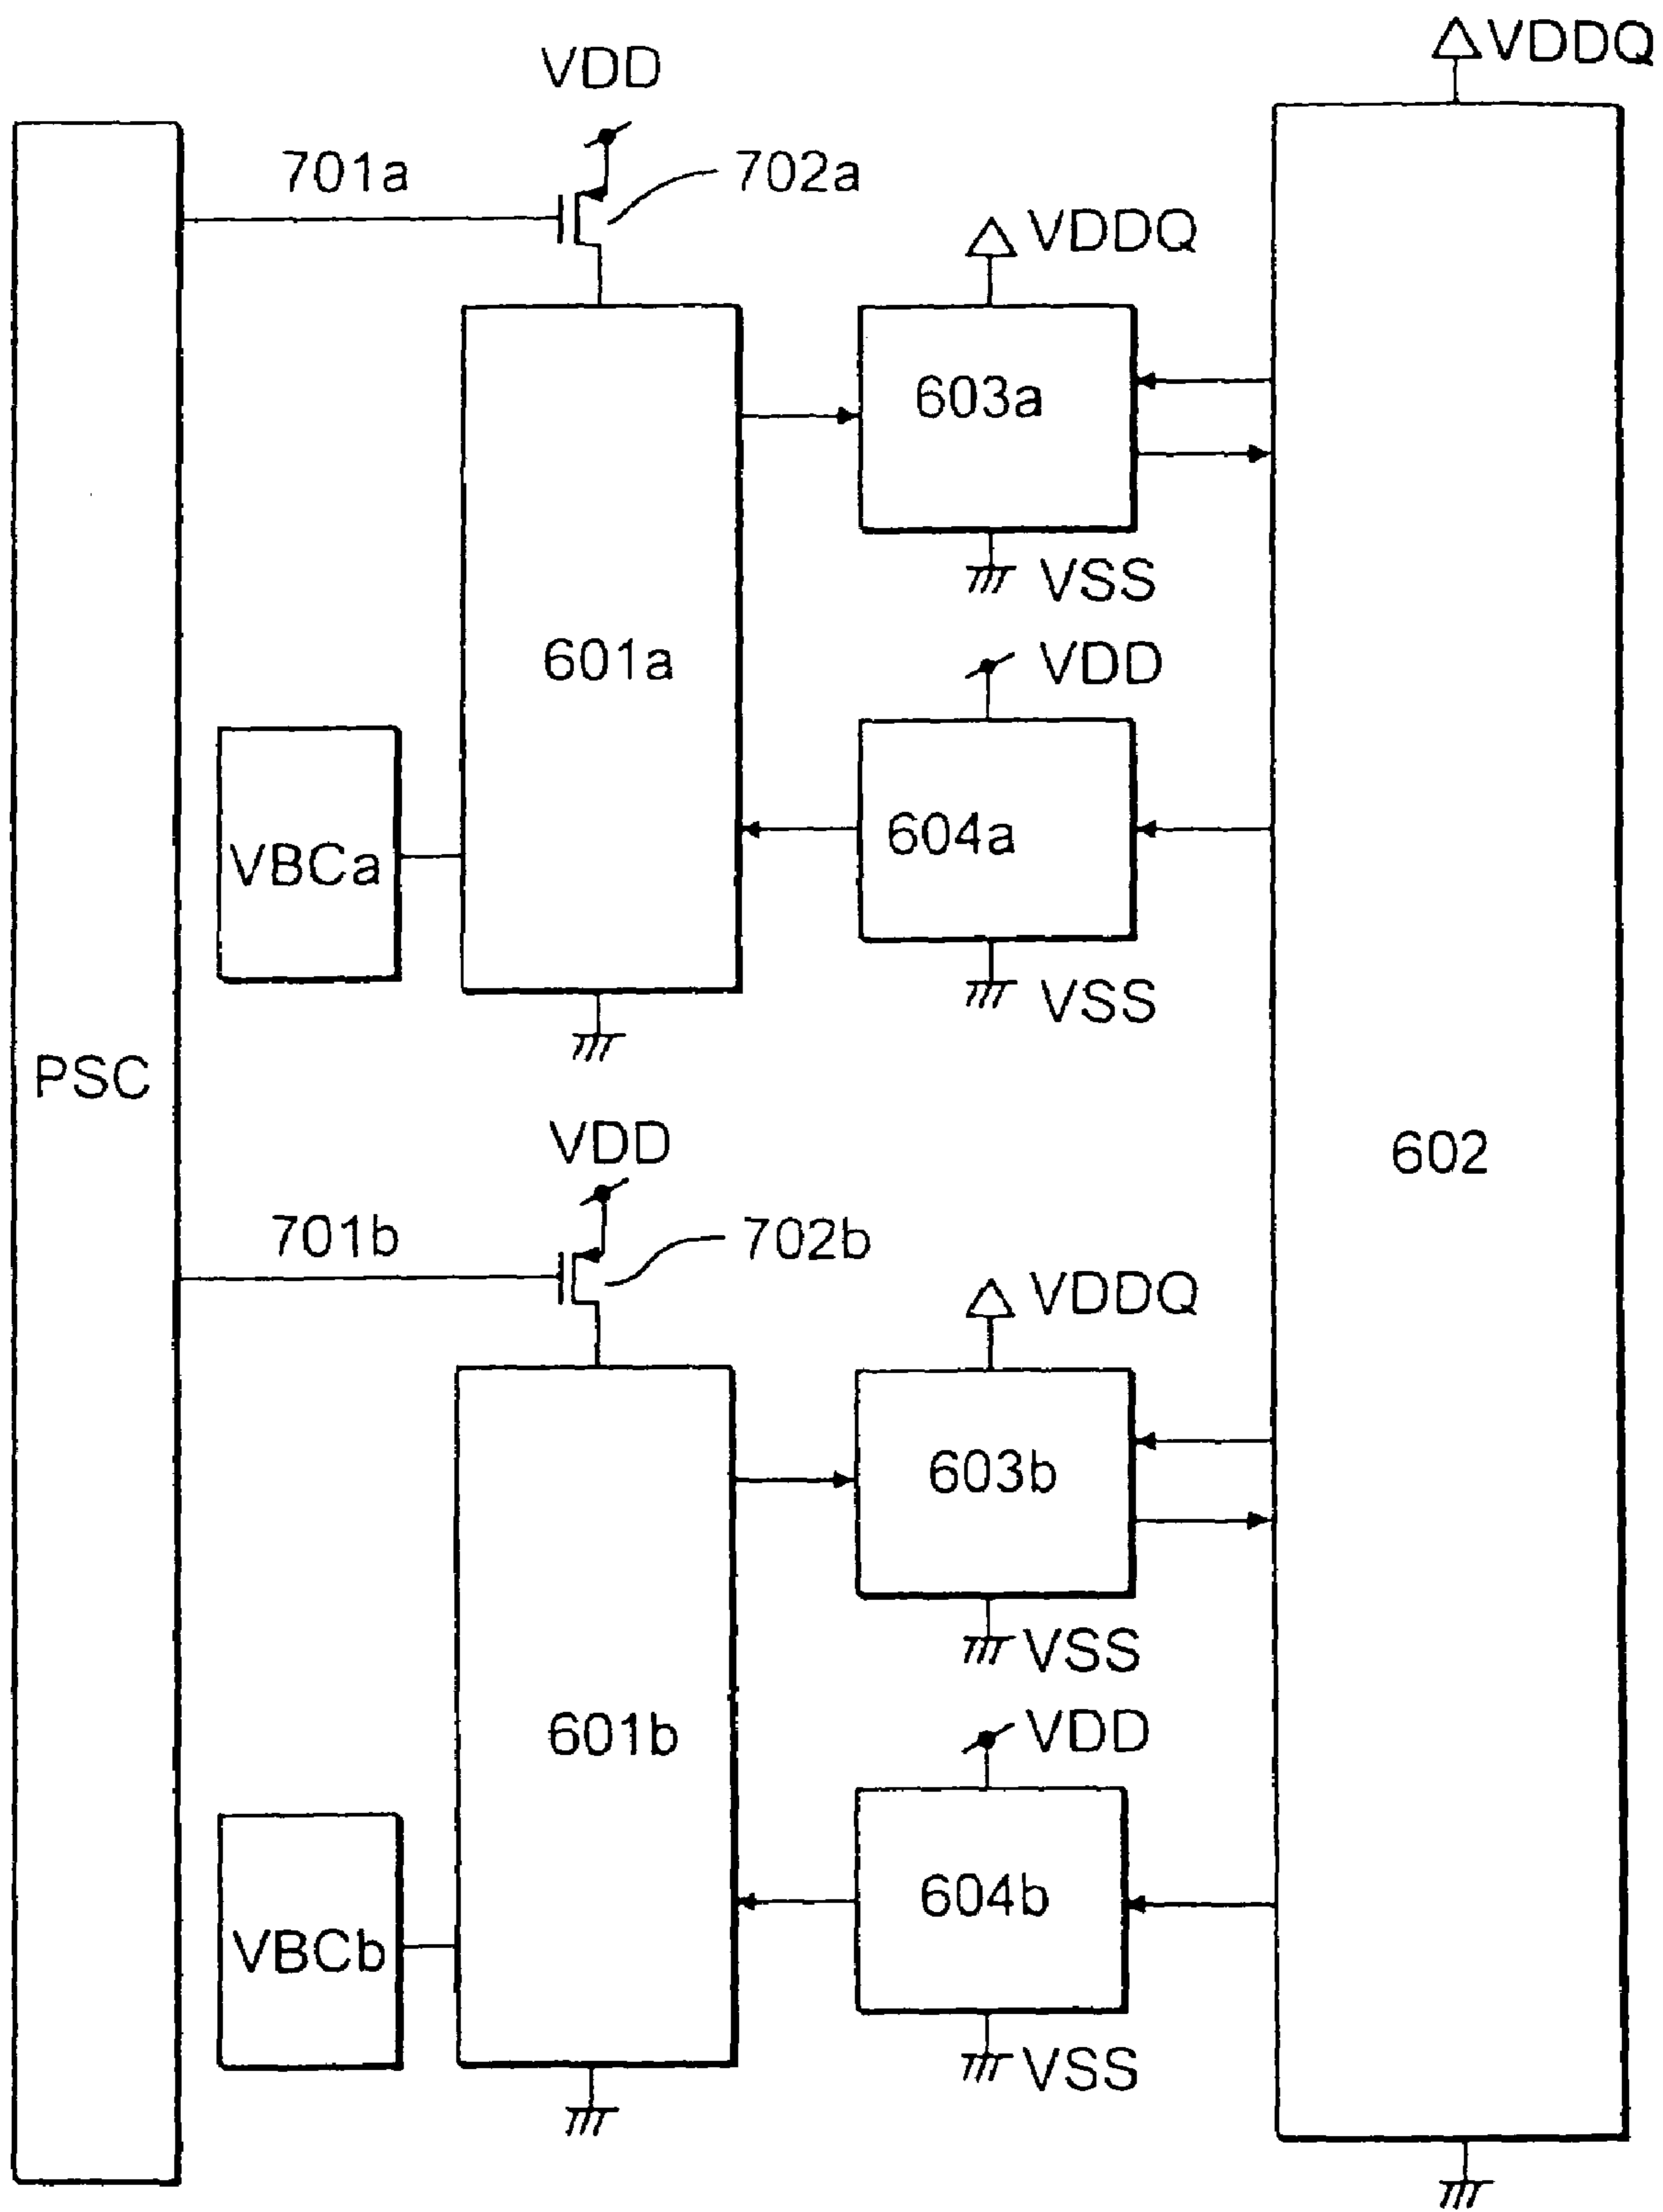 VDDQ
VDD
701a
702a
VDDQ
603a
VSS
601a
VDD
604a
VBCa
VSS
PSC
VDD
602
701b
702b
VDDQ
603b
VSS
601b
VDD
604b
VBCb
VSS